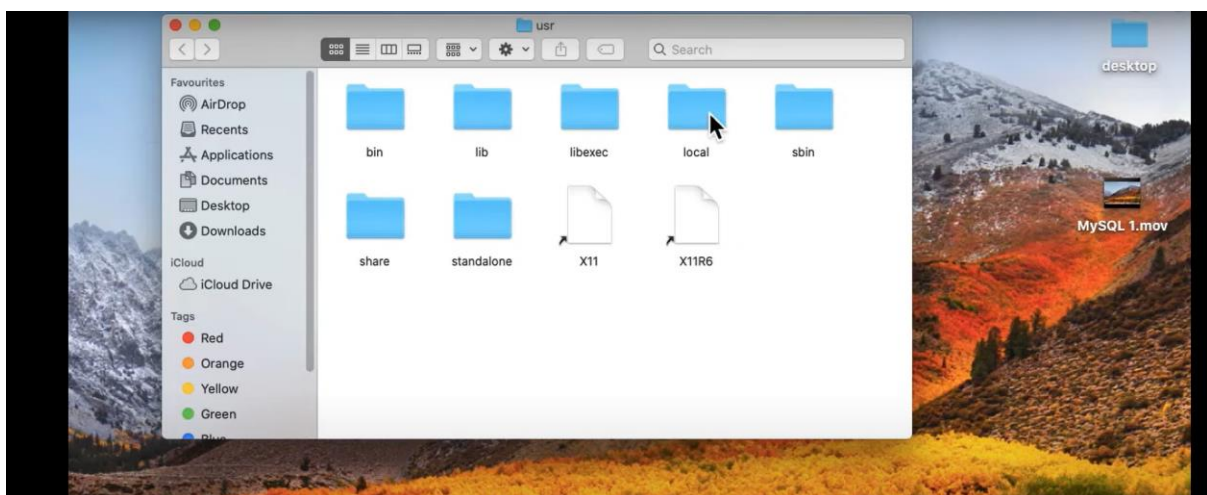 usr
Search
desktop
Favourites
AirDrop
Recents
Applications
Documents
Desktop
Downloads
iCloud
iCloud Drive
Tags
Red
Orange
Yellow
Green
Blue
bin
lib
libexec
local
sbin
share
standalone
X11
X11R6
MySQL 1.mov